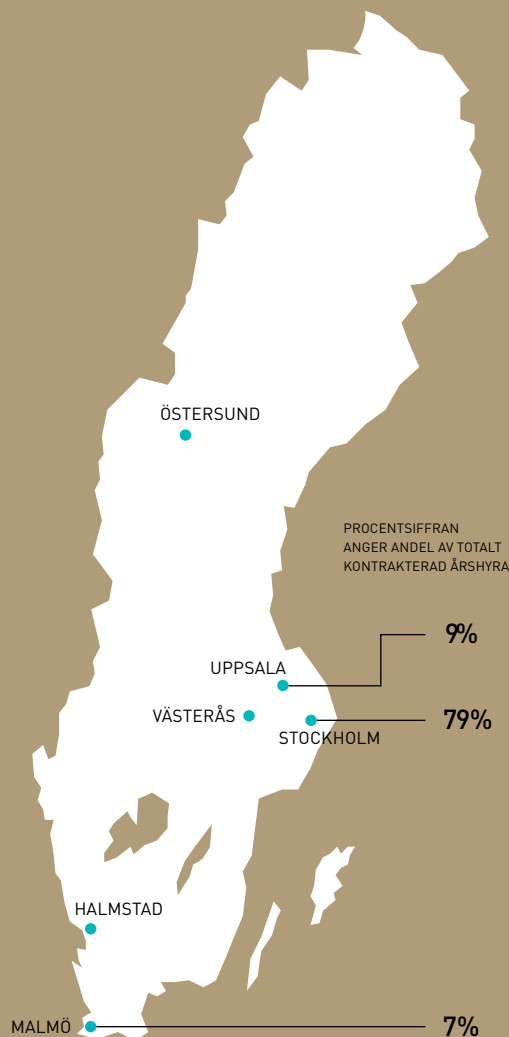 ÖSTERSUND
PROCENTSIFFRAN
ANGER ANDEL AV TOTALT
KONTRAKTERAD ÅRSHYRA
9%
UPPSALA
VÄSTERÅS
79%
STOCKHOLM
HALMSTAD
MALMÖ
7%